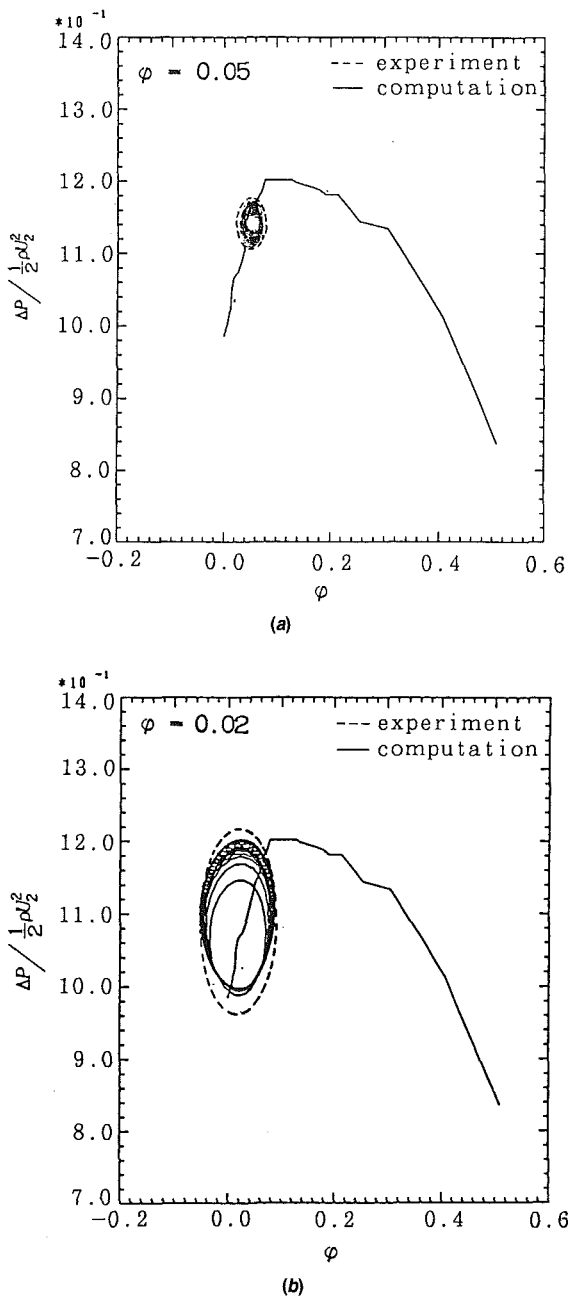 *10 ⁻¹
14.0
φ = 0.05
--- experiment
— computation
13.0
12.0
11.0
10.0
9.0
8.0
7.0
ΔP / ½ρU₂²
-0.2 0.0 0.2 0.4 0.6
φ
(a)
*10 ⁻¹
14.0
φ = 0.02
--- experiment
— computation
13.0
12.0
11.0
10.0
9.0
8.0
7.0
ΔP / ½ρU₂²
-0.2 0.0 0.2 0.4 0.6
φ
(b)